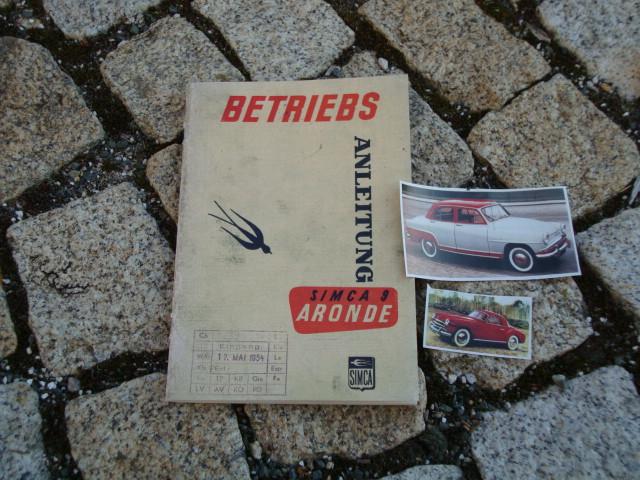 BETRIEBS
ANLEITUNG
SIMCA 9
ARONDE
SIMCA
17. MAI 1954